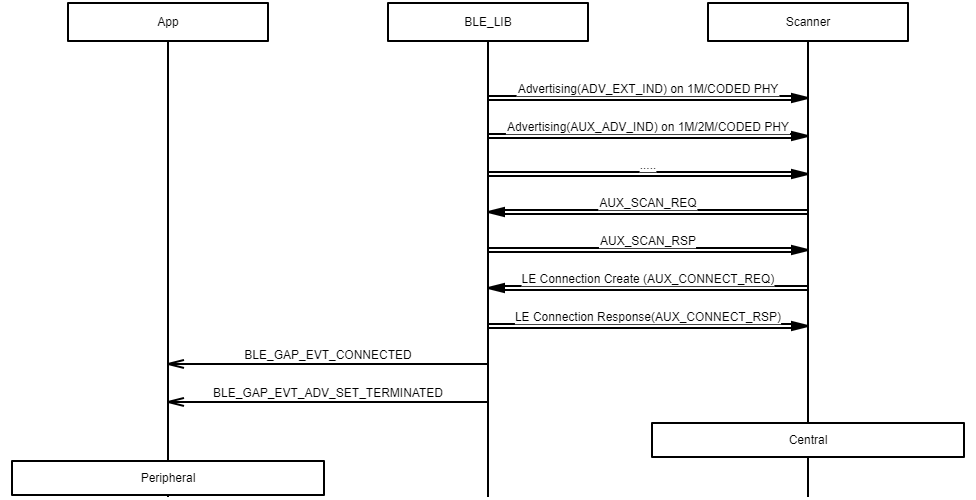 App
BLE_LIB
Scanner
Advertising(ADV_EXT_IND) on 1M/CODED PHY
Advertising(AUX_ADV_IND) on 1M/2M/CODED PHY
.....
AUX_SCAN_REQ
AUX_SCAN_RSP
LE Connection Create (AUX_CONNECT_REQ)
LE Connection Response(AUX_CONNECT_RSP)
BLE_GAP_EVT_CONNECTED
BLE_GAP_EVT_ADV_SET_TERMINATED
Central
Peripheral